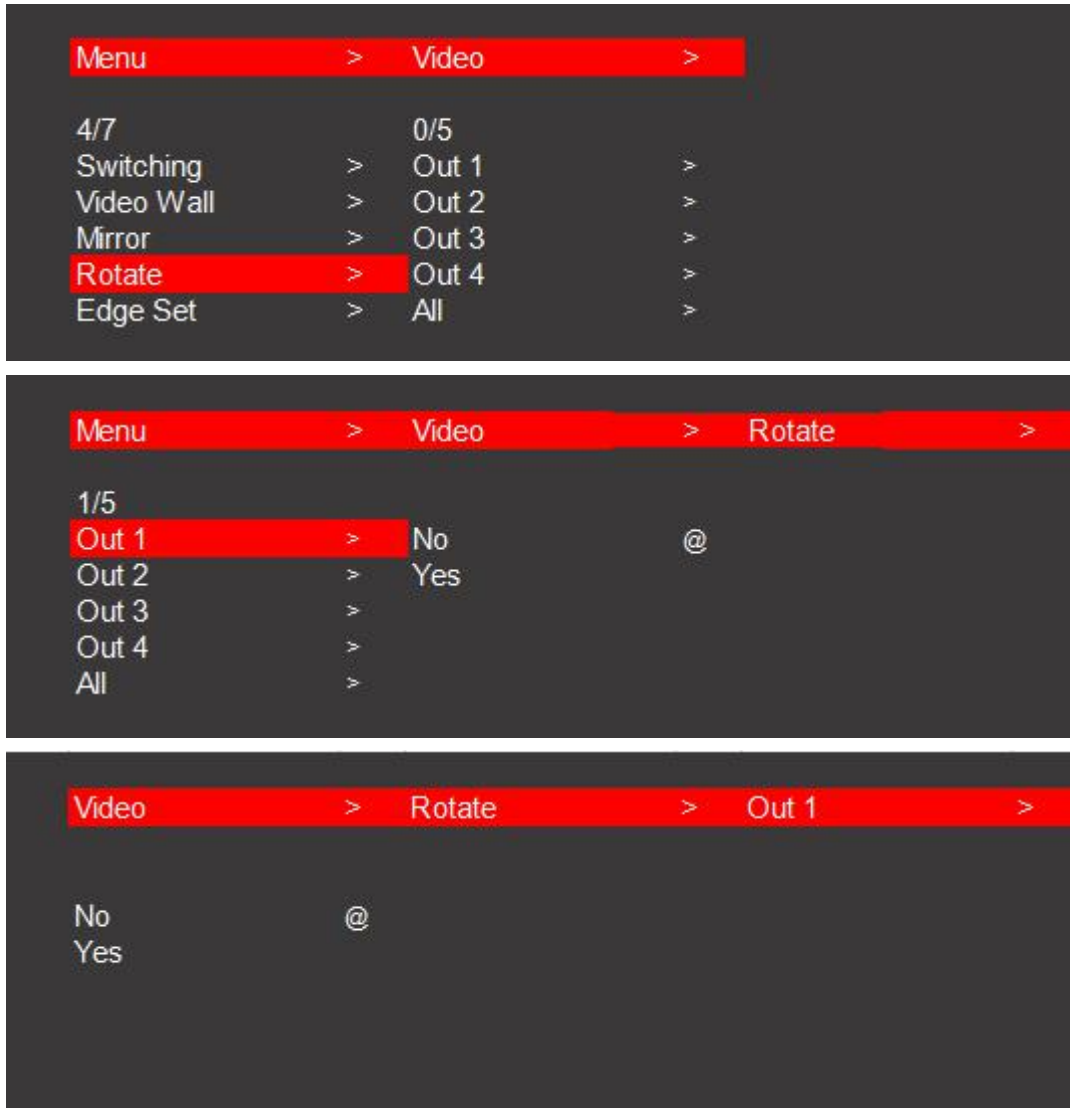 Menu > Video >
4/7 0/5
Switching > Out 1 >
Video Wall > Out 2 >
Mirror > Out 3 >
Rotate > Out 4 >
Edge Set > All >
Menu > Video > Rotate >
1/5
Out 1 > No @
Out 2 > Yes
Out 3 >
Out 4 >
All >
Video > Rotate > Out 1 >
No @
Yes